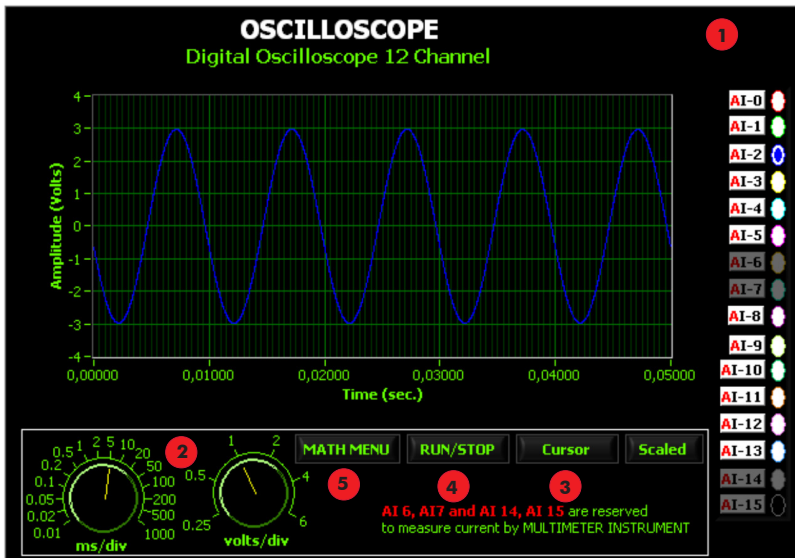 OSCILLOSCOPE
Digital Oscilloscope 12 Channel
1
4
3
2
1
0
-1
-2
-3
-4
Amplitude (Volts)
0,00000 0,01000 0,02000 0,03000 0,04000 0,05000
Time (sec.)
AI-0
AI-1
AI-2
AI-3
AI-4
AI-5
AI-6
AI-7
AI-8
AI-9
AI-10
AI-11
AI-12
AI-13
AI-14
AI-15
0.01 0.02 0.05 0.1 0.2 0.5 1 2 5 10 20 50 100 200 500 1000
ms/div
2
0.25 0.5 1 2 4 6
volts/div
MATH MENU RUN/STOP Cursor Scaled
5 4 3
AI 6, AI7 and AI 14, AI 15 are reserved
to measure current by MULTIMETER INSTRUMENT